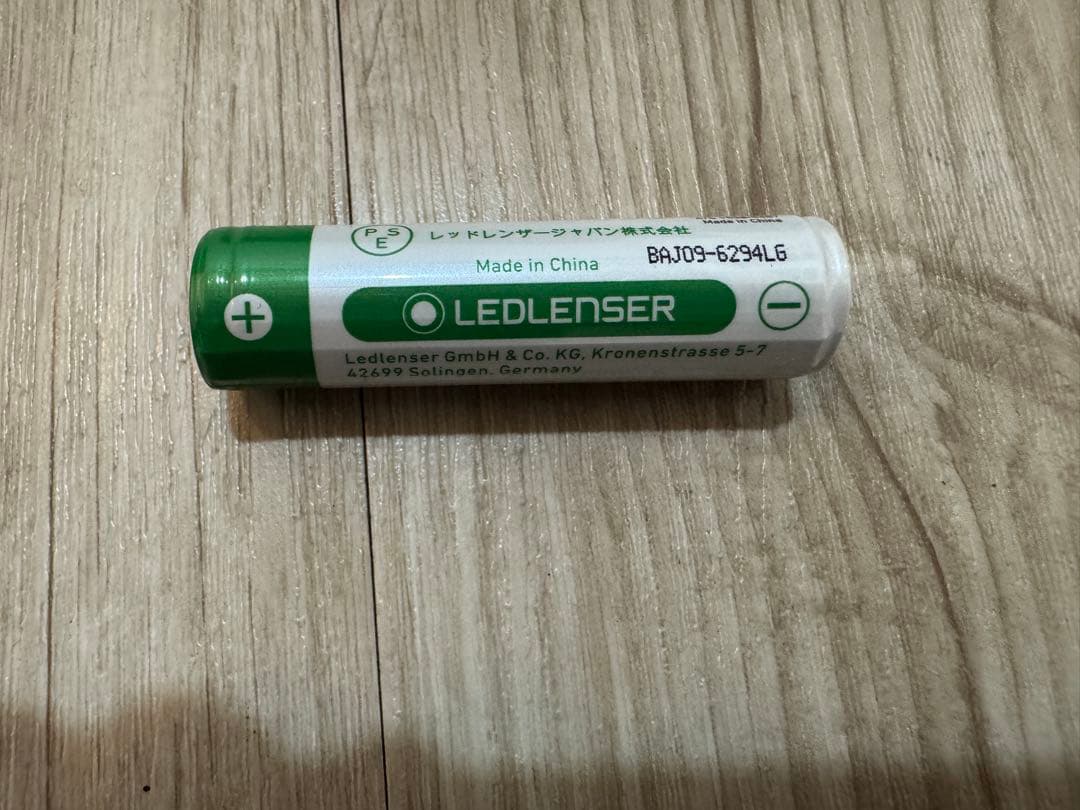 Made in China
PSE
レッドレンザージャパン株式会社
BAJ09-6294LG
Made in China
+
LEDLENSER
−
Ledlenser GmbH & Co. KG, Kronenstrasse 5-7
42699 Solingen, Germany